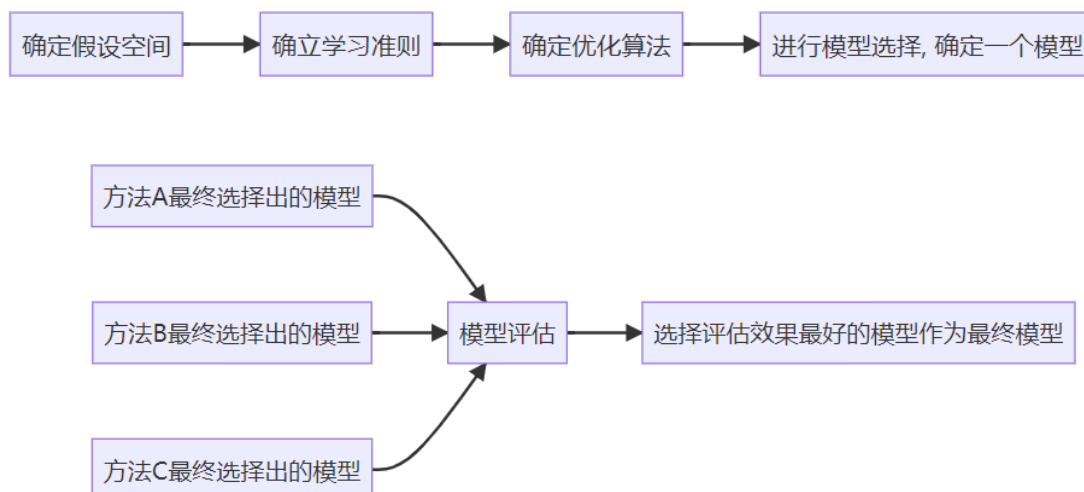 确定假设空间
确立学习准则
确定优化算法
进行模型选择, 确定一个模型
方法A最终选择出的模型
方法B最终选择出的模型
模型评估
选择评估效果最好的模型作为最终模型
方法C最终选择出的模型